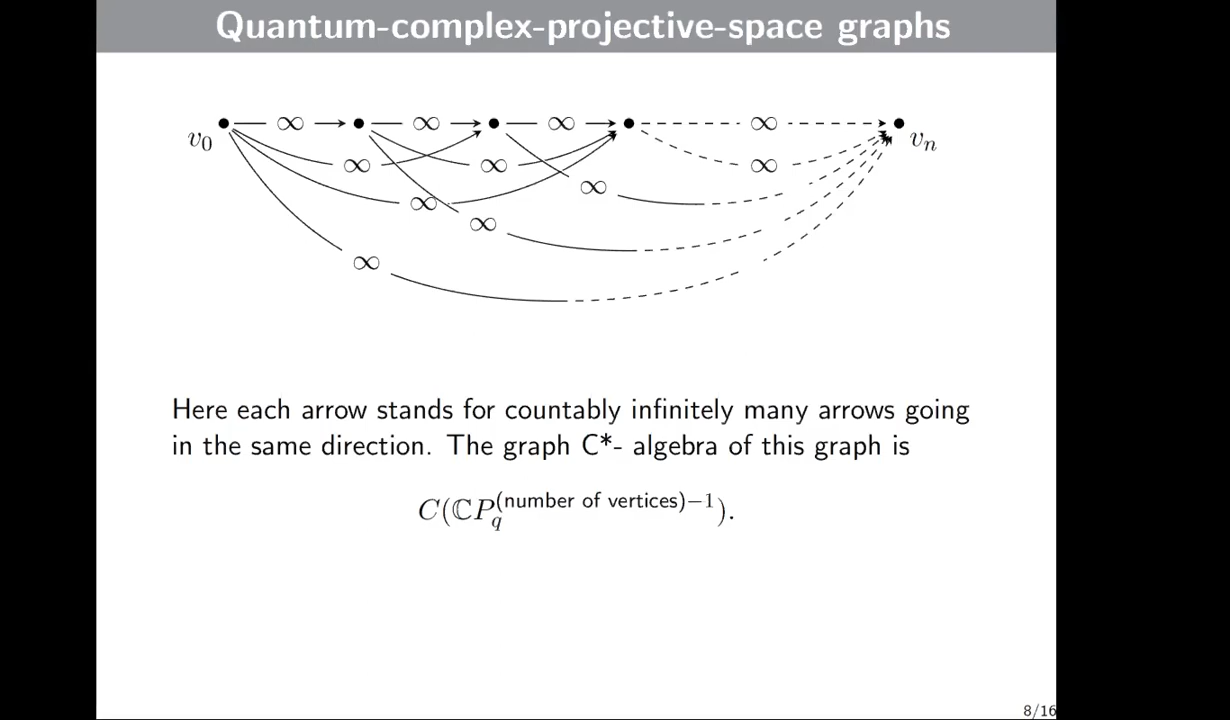 Quantum-complex-projective-space graphs
∞ ∞ ∞ ∞
v₀ vₙ
∞ ∞ ∞
∞
∞
∞
∞
Here each arrow stands for countably infinitely many arrows going
in the same direction. The graph C*- algebra of this graph is
C(ℂP_q^{(number of vertices)−1}).
8/16